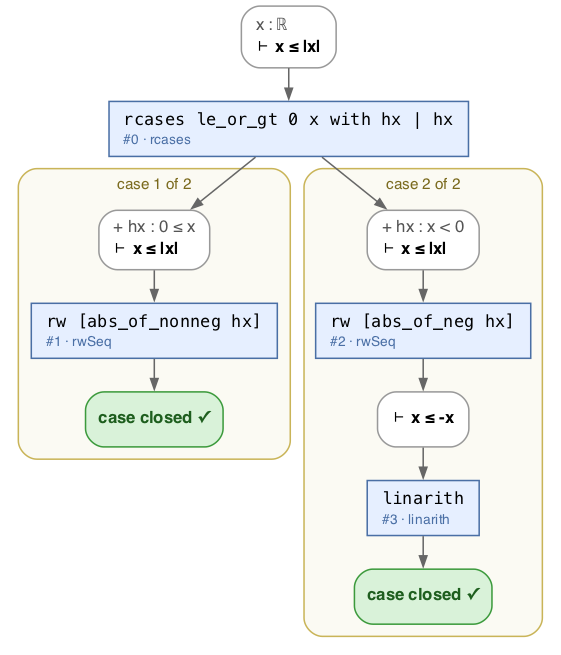 x : ℝ
⊢ x ≤ |x|
rcases le_or_gt 0 x with hx | hx
#0 · rcases
case 1 of 2
+ hx : 0 ≤ x
⊢ x ≤ |x|
rw [abs_of_nonneg hx]
#1 · rwSeq
case closed ✓
case 2 of 2
+ hx : x < 0
⊢ x ≤ |x|
rw [abs_of_neg hx]
#2 · rwSeq
⊢ x ≤ -x
linarith
#3 · linarith
case closed ✓